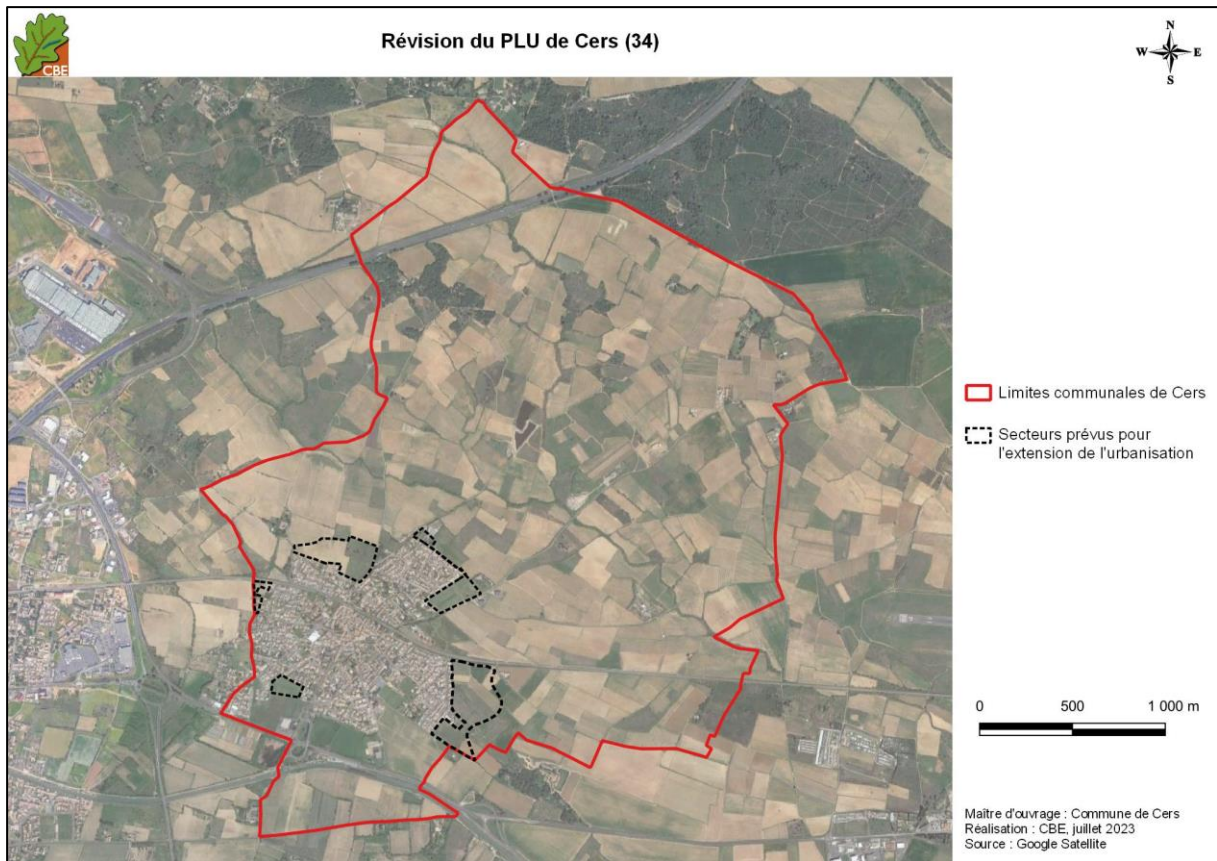 CBE
Révision du PLU de Cers (34)
N
W E
S
Limites communales de Cers
Secteurs prévus pour
l'extension de l'urbanisation
0 500 1 000 m
Maître d'ouvrage : Commune de Cers
Réalisation : CBE, juillet 2023
Source : Google Satellite